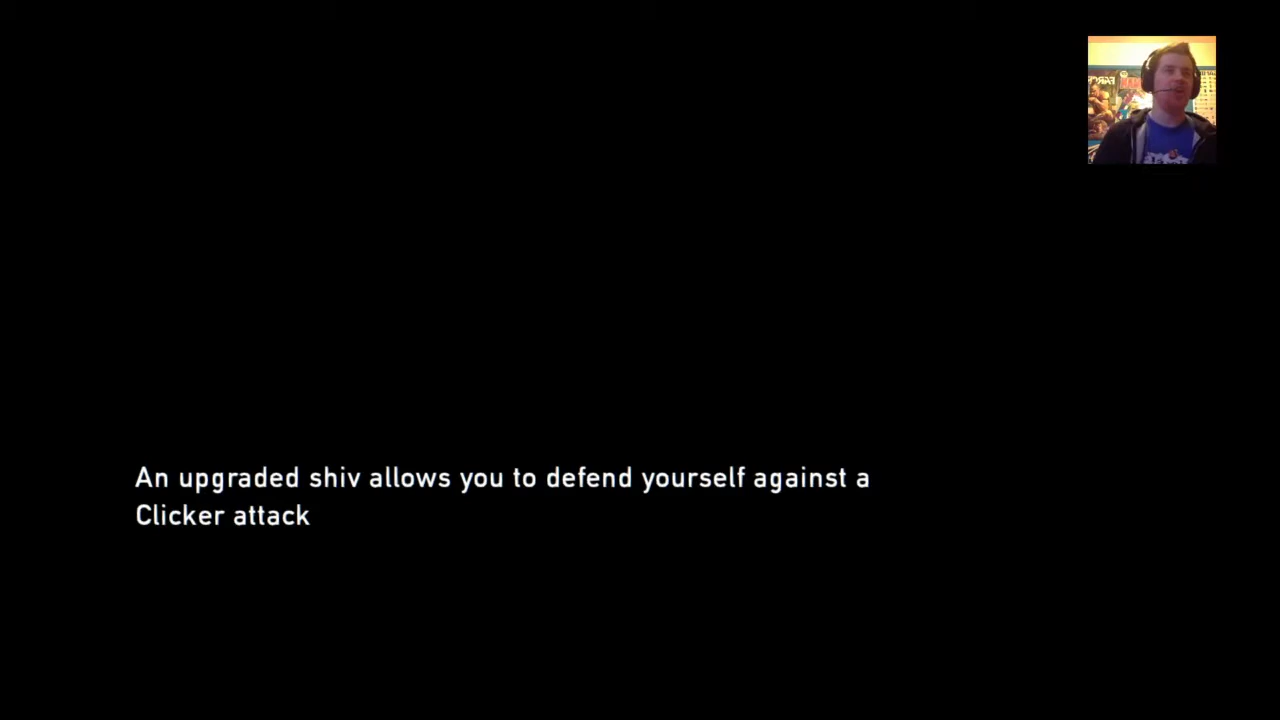 An upgraded shiv allows you to defend yourself against a
Clicker attack